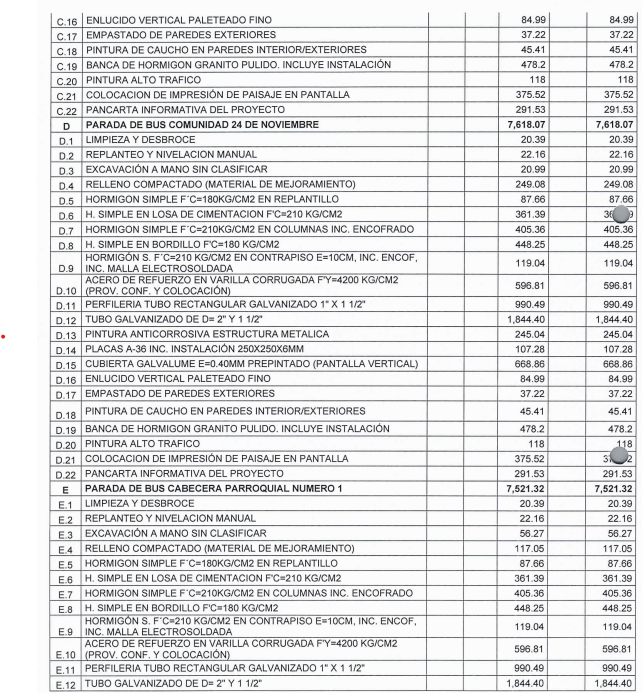 C.16 ENLUCIDO VERTICAL PALETEADO FINO 84.99 84.99
C.17 EMPASTADO DE PAREDES EXTERIORES 37.22 37.22
C.18 PINTURA DE CAUCHO EN PAREDES INTERIOR/EXTERIORES 45.41 45.41
C.19 BANCA DE HORMIGON GRANITO PULIDO. INCLUYE INSTALACIÓN 478.2 478.2
C.20 PINTURA ALTO TRAFICO 118 118
C.21 COLOCACION DE IMPRESIÓN DE PAISAJE EN PANTALLA 375.52 375.52
C.22 PANCARTA INFORMATIVA DEL PROYECTO 291.53 291.53
D PARADA DE BUS COMUNIDAD 24 DE NOVIEMBRE 7,618.07 7,618.07
D.1 LIMPIEZA Y DESBROCE 20.39 20.39
D.2 REPLANTEO Y NIVELACION MANUAL 22.16 22.16
D.3 EXCAVACIÓN A MANO SIN CLASIFICAR 20.99 20.99
D.4 RELLENO COMPACTADO (MATERIAL DE MEJORAMIENTO) 249.08 249.08
D.5 HORMIGON SIMPLE F´C=180KG/CM2 EN REPLANTILLO 87.66 87.66
D.6 H. SIMPLE EN LOSA DE CIMENTACION F'C=210 KG/CM2 361.39
D.7 HORMIGON SIMPLE F´C=210KG/CM2 EN COLUMNAS INC. ENCOFRADO 405.36 405.36
D.8 H. SIMPLE EN BORDILLO F'C=180 KG/CM2 448.25 448.25
HORMIGÓN S. F´C=210 KG/CM2 EN CONTRAPISO E=10CM, INC. ENCOF,
D.9 INC. MALLA ELECTROSOLDADA 119.04 119.04
ACERO DE REFUERZO EN VARILLA CORRUGADA F'Y=4200 KG/CM2
D.10 (PROV. CONF. Y COLOCACIÓN) 596.81 596.81
D.11 PERFILERIA TUBO RECTANGULAR GALVANIZADO 1" X 1 1/2" 990.49 990.49
D.12 TUBO GALVANIZADO DE D= 2" Y 1 1/2" 1,844.40 1,844.40
D.13 PINTURA ANTICORROSIVA ESTRUCTURA METALICA 245.04 245.04
D.14 PLACAS A-36 INC. INSTALACIÓN 250X250X6MM 107.28 107.28
D.15 CUBIERTA GALVALUME E=0.40MM PREPINTADO (PANTALLA VERTICAL) 668.86 668.86
D.16 ENLUCIDO VERTICAL PALETEADO FINO 84.99 84.99
D.17 EMPASTADO DE PAREDES EXTERIORES 37.22 37.22
D.18 PINTURA DE CAUCHO EN PAREDES INTERIOR/EXTERIORES 45.41 45.41
D.19 BANCA DE HORMIGON GRANITO PULIDO. INCLUYE INSTALACIÓN 478.2 478.2
D.20 PINTURA ALTO TRAFICO 118 118
D.21 COLOCACION DE IMPRESIÓN DE PAISAJE EN PANTALLA 375.52
D.22 PANCARTA INFORMATIVA DEL PROYECTO 291.53 291.53
E PARADA DE BUS CABECERA PARROQUIAL NUMERO 1 7,521.32 7,521.32
E.1 LIMPIEZA Y DESBROCE 20.39 20.39
E.2 REPLANTEO Y NIVELACION MANUAL 22.16 22.16
E.3 EXCAVACIÓN A MANO SIN CLASIFICAR 56.27 56.27
E.4 RELLENO COMPACTADO (MATERIAL DE MEJORAMIENTO) 117.05 117.05
E.5 HORMIGON SIMPLE F´C=180KG/CM2 EN REPLANTILLO 87.66 87.66
E.6 H. SIMPLE EN LOSA DE CIMENTACION F'C=210 KG/CM2 361.39 361.39
E.7 HORMIGON SIMPLE F´C=210KG/CM2 EN COLUMNAS INC. ENCOFRADO 405.36 405.36
E.8 H. SIMPLE EN BORDILLO F'C=180 KG/CM2 448.25 448.25
HORMIGÓN S. F´C=210 KG/CM2 EN CONTRAPISO E=10CM, INC. ENCOF,
E.9 INC. MALLA ELECTROSOLDADA 119.04 119.04
ACERO DE REFUERZO EN VARILLA CORRUGADA F'Y=4200 KG/CM2
E.10 (PROV. CONF. Y COLOCACIÓN) 596.81 596.81
E.11 PERFILERIA TUBO RECTANGULAR GALVANIZADO 1" X 1 1/2" 990.49 990.49
E.12 TUBO GALVANIZADO DE D= 2" Y 1 1/2" 1,844.40 1,844.40